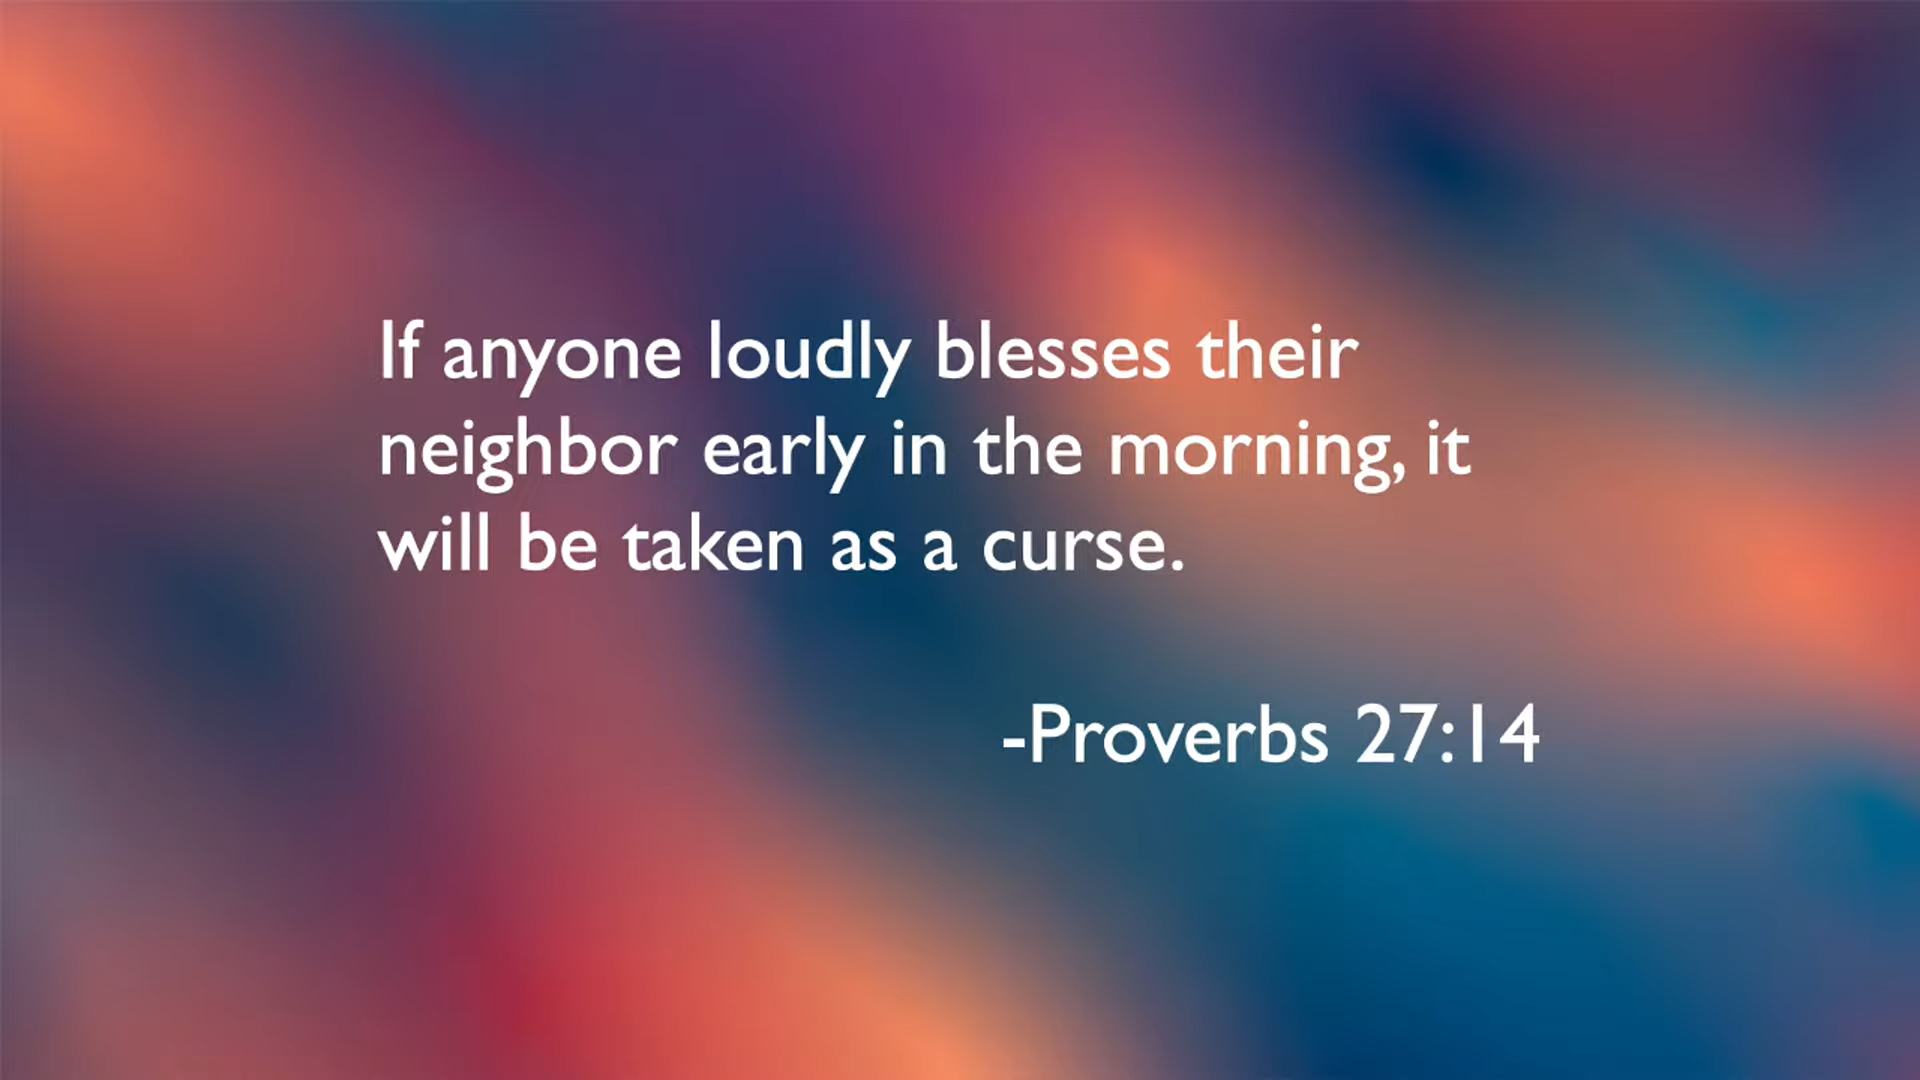 If anyone loudly blesses their
neighbor early in the morning, it
will be taken as a curse.
-Proverbs 27:14